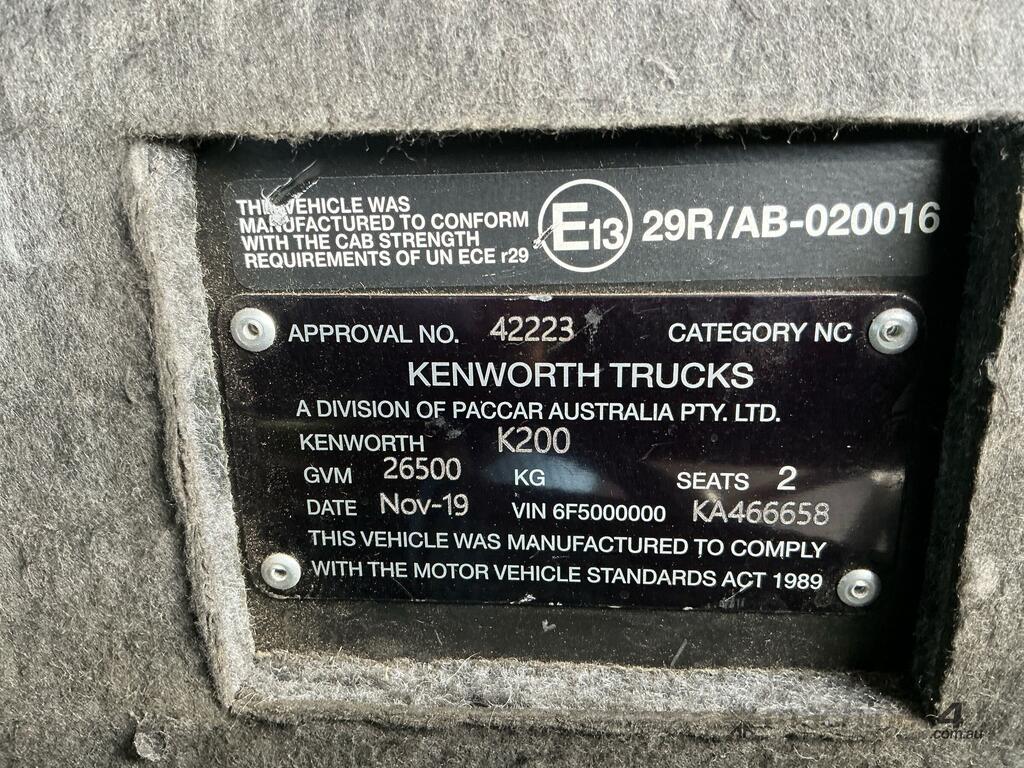 THIS VEHICLE WAS
MANUFACTURED TO CONFORM
WITH THE CAB STRENGTH
REQUIREMENTS OF UN ECE r29
E13 29R/AB-020016
APPROVAL NO. 42223 CATEGORY NC
KENWORTH TRUCKS
A DIVISION OF PACCAR AUSTRALIA PTY. LTD.
KENWORTH K200
GVM 26500 KG SEATS 2
DATE Nov-19 VIN 6F5000000 KA466658
THIS VEHICLE WAS MANUFACTURED TO COMPLY
WITH THE MOTOR VEHICLE STANDARDS ACT 1989
.com.au